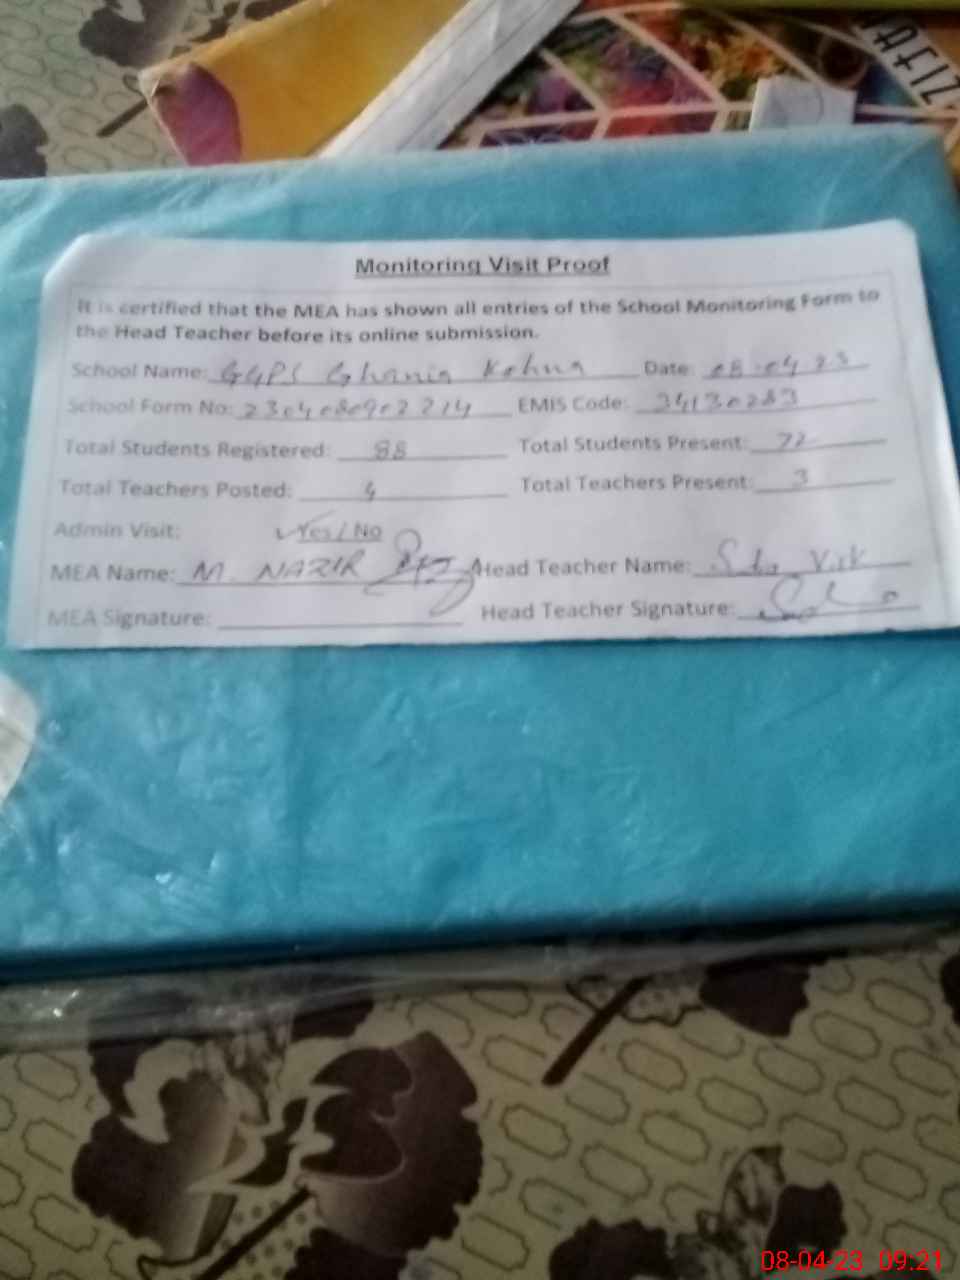 AFIZ
Monitoring Visit Proof
It is certified that the MEA has shown all entries of the School Monitoring Form to
the Head Teacher before its online submission.
School Name: GGPS Ghania Kohna Date: 08-04-23
School Form No: 2304080902214 EMIS Code: 34130283
Total Students Registered: 88 Total Students Present: 72
Total Teachers Posted: 4 Total Teachers Present: 3
Admin Visit: Yes / No
MEA Name: M. NAZIR Head Teacher Name:
MEA Signature: Head Teacher Signature:
08-04-23 09:21